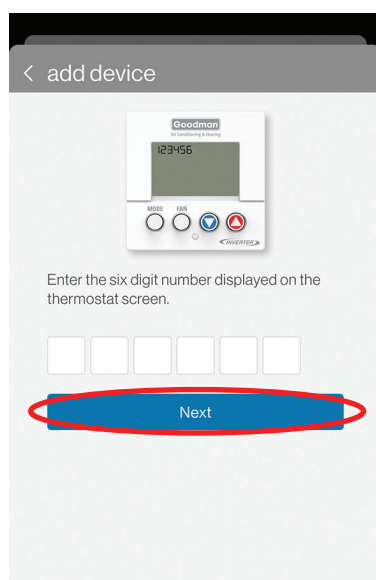 add device
Goodman
Air Conditioning & Heating
123456
MODE FAN
INVERTER
Enter the six digit number displayed on the
thermostat screen.
Next